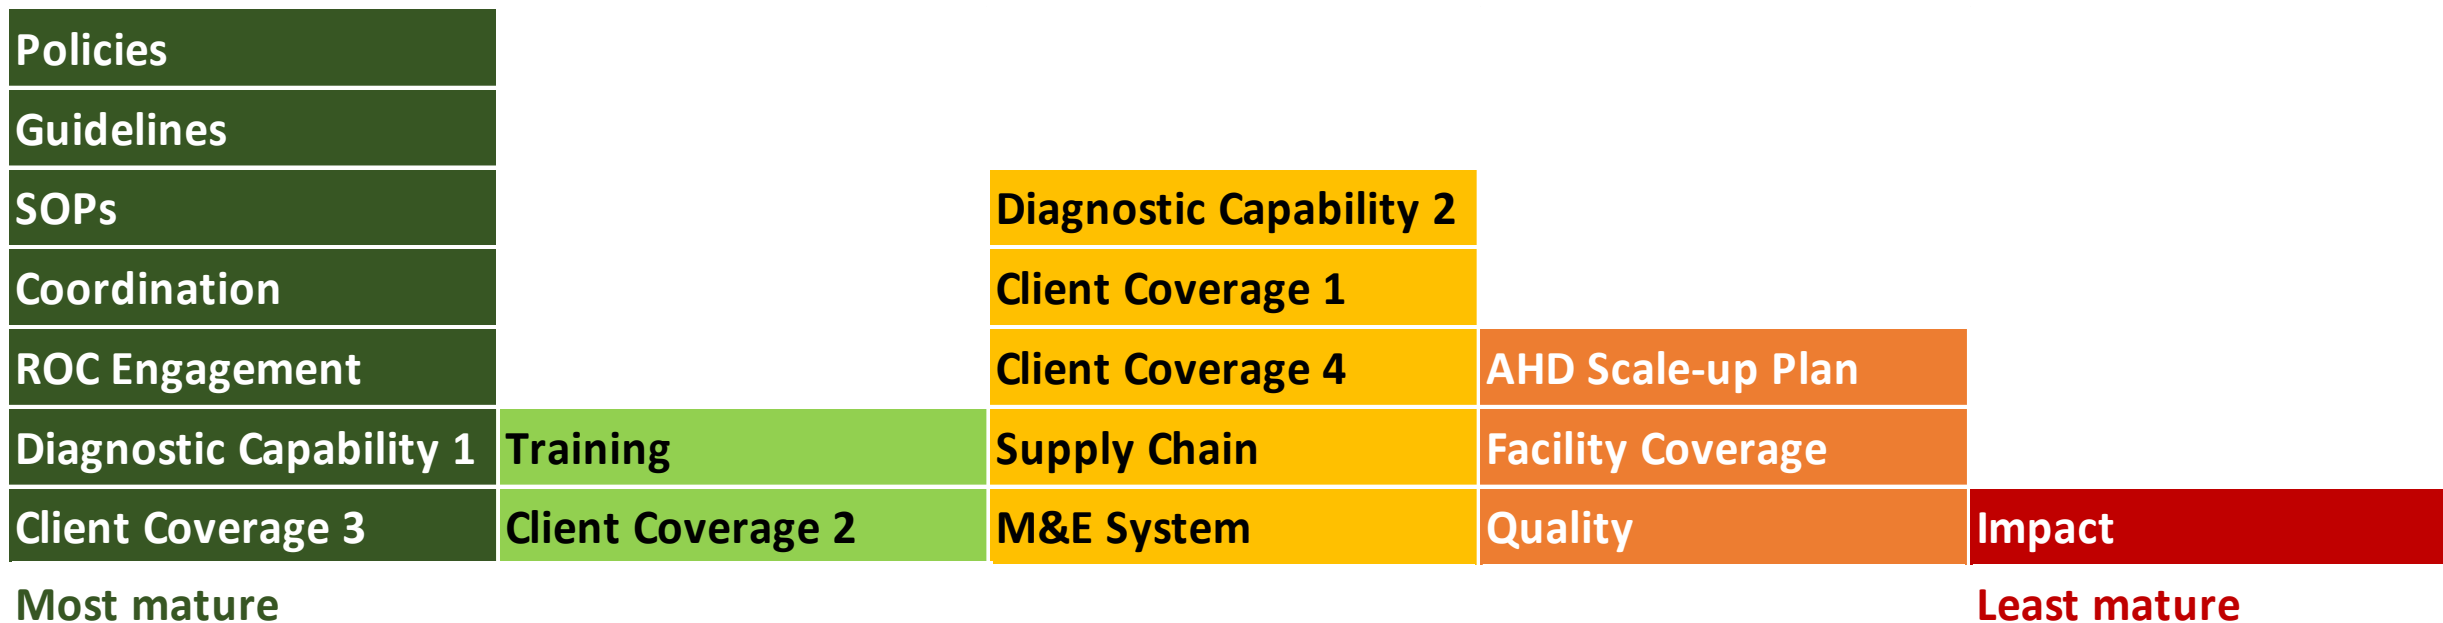 Policies
Guidelines
SOPs
Diagnostic Capability 2
Coordination
Client Coverage 1
ROC Engagement
Client Coverage 4
AHD Scale-up Plan
Diagnostic Capability 1
Training
Supply Chain
Facility Coverage
Client Coverage 3
Client Coverage 2
M&E System
Quality
Impact
Most mature
Least mature